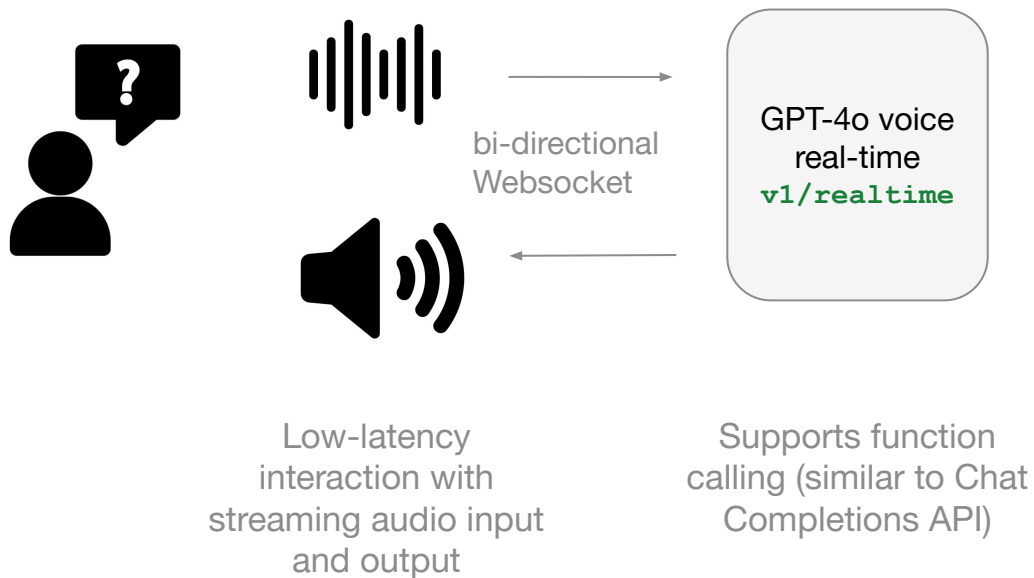 ?
GPT-4o voice
real-time
v1/realtime
bi-directional
Websocket
Low-latency
interaction with
streaming audio input
and output
Supports function
calling (similar to Chat
Completions API)